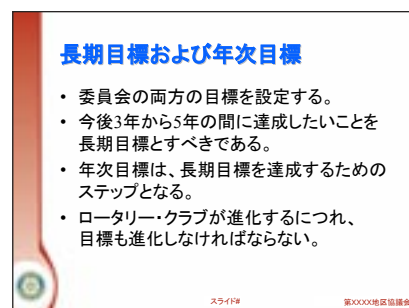 長期目標および年次目標
• 委員会の両方の目標を設定する。
• 今後3年から5年の間に達成したいことを
長期目標とすべきである。
• 年次目標は、長期目標を達成するための
ステップとなる。
• ロータリー・クラブが進化するにつれ、
目標も進化しなければならない。
スライド# 第XXXX地区協議会